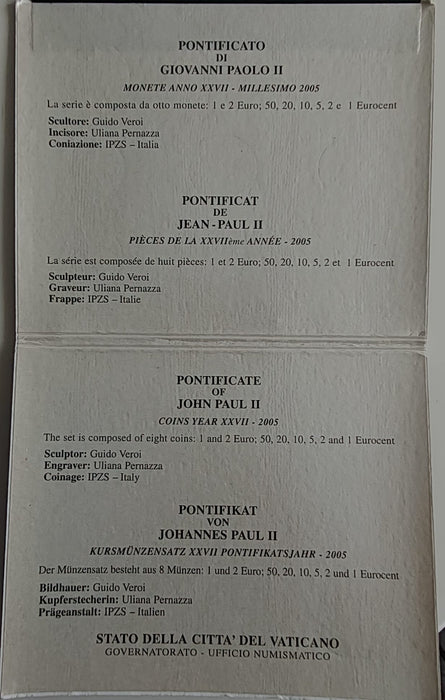 PONTIFICATO
DI
GIOVANNI PAOLO II
MONETE ANNO XXVII - MILLESIMO 2005
La serie è composta da otto monete: 1 e 2 Euro; 50, 20, 10, 5, 2 e 1 Eurocent
Scultore: Guido Veroi
Incisore: Uliana Pernazza
Coniazione: IPZS – Italia
PONTIFICAT
DE
JEAN-PAUL II
PIÈCES DE LA XXVIIème ANNÉE - 2005
La série est composée de huit pièces: 1 et 2 Euro; 50, 20, 10, 5, 2 et 1 Eurocent
Sculpteur: Guido Veroi
Graveur: Uliana Pernazza
Frappe: IPZS – Italie
PONTIFICATE
OF
JOHN PAUL II
COINS YEAR XXVII - 2005
The set is composed of eight coins: 1 and 2 Euro; 50, 20, 10, 5, 2 and 1 Eurocent
Sculptor: Guido Veroi
Engraver: Uliana Pernazza
Coinage: IPZS – Italy
PONTIFIKAT
VON
JOHANNES PAUL II
KURSMÜNZENSATZ XXVII PONTIFIKATSJAHR - 2005
Der Münzensatz besteht aus 8 Münzen: 1 und 2 Euro; 50, 20, 10, 5, 2 und 1 Eurocent
Bildhauer: Guido Veroi
Kupferstecherin: Uliana Pernazza
Prägeanstalt: IPZS – Italien
STATO DELLA CITTA' DEL VATICANO
GOVERNATORATO - UFFICIO NUMISMATICO